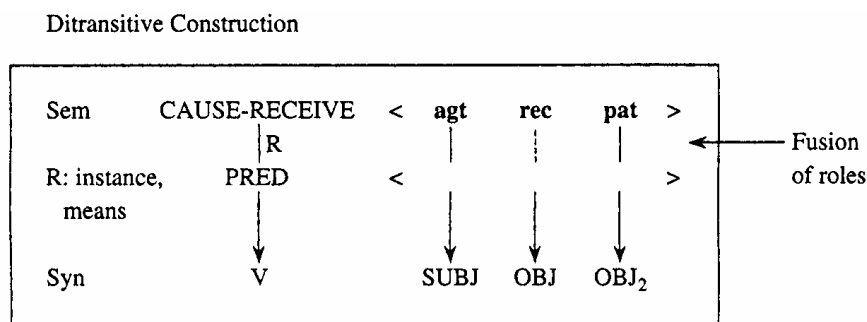 Ditransitive Construction
Sem CAUSE-RECEIVE < agt rec pat >
R
Fusion
of roles
R: instance, PRED < >
means
Syn V SUBJ OBJ OBJ₂